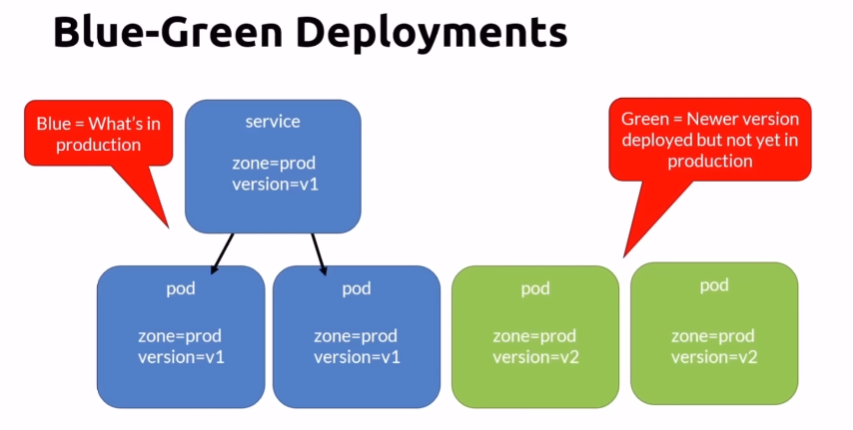 Blue-Green Deployments
Blue = What's in
production
service
zone=prod
version=v1
Green = Newer version
deployed but not yet in
production
pod
zone=prod
version=v1
pod
zone=prod
version=v1
pod
zone=prod
version=v2
pod
zone=prod
version=v2